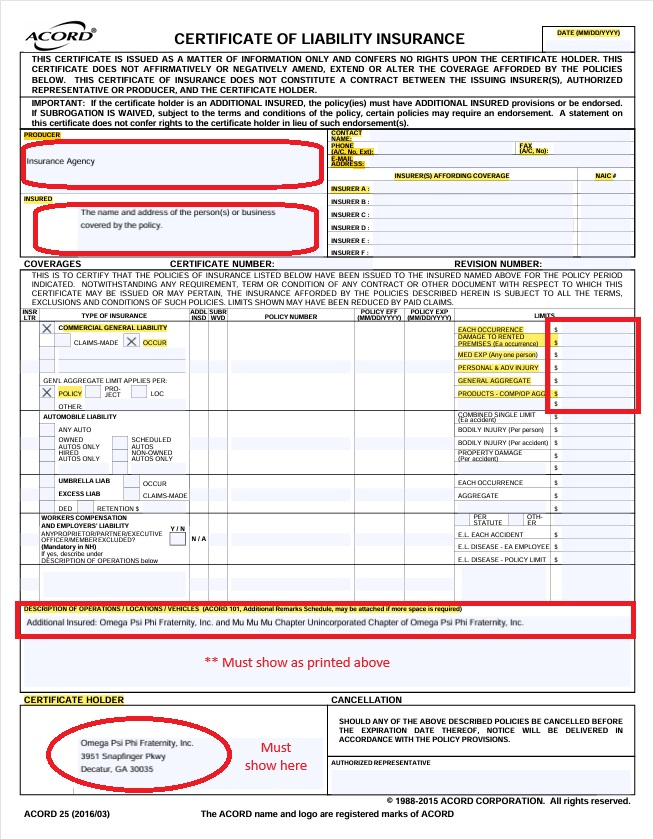 ACORD®
CERTIFICATE OF LIABILITY INSURANCE
DATE (MM/DD/YYYY)
THIS CERTIFICATE IS ISSUED AS A MATTER OF INFORMATION ONLY AND CONFERS NO RIGHTS UPON THE CERTIFICATE HOLDER. THIS
CERTIFICATE DOES NOT AFFIRMATIVELY OR NEGATIVELY AMEND, EXTEND OR ALTER THE COVERAGE AFFORDED BY THE POLICIES
BELOW. THIS CERTIFICATE OF INSURANCE DOES NOT CONSTITUTE A CONTRACT BETWEEN THE ISSUING INSURER(S), AUTHORIZED
REPRESENTATIVE OR PRODUCER, AND THE CERTIFICATE HOLDER.
IMPORTANT: If the certificate holder is an ADDITIONAL INSURED, the policy(ies) must have ADDITIONAL INSURED provisions or be endorsed.
If SUBROGATION IS WAIVED, subject to the terms and conditions of the policy, certain policies may require an endorsement. A statement on
this certificate does not confer rights to the certificate holder in lieu of such endorsement(s).
PRODUCER
Insurance Agency
CONTACT NAME:
PHONE (A/C, No, Ext):
FAX (A/C, No):
E-MAIL ADDRESS:
INSURER(S) AFFORDING COVERAGE
NAIC #
INSURER A :
INSURED
The name and address of the person(s) or business
covered by the policy.
INSURER B :
INSURER C :
INSURER D :
INSURER E :
INSURER F :
COVERAGES CERTIFICATE NUMBER: REVISION NUMBER:
THIS IS TO CERTIFY THAT THE POLICIES OF INSURANCE LISTED BELOW HAVE BEEN ISSUED TO THE INSURED NAMED ABOVE FOR THE POLICY PERIOD
INDICATED. NOTWITHSTANDING ANY REQUIREMENT, TERM OR CONDITION OF ANY CONTRACT OR OTHER DOCUMENT WITH RESPECT TO WHICH THIS
CERTIFICATE MAY BE ISSUED OR MAY PERTAIN, THE INSURANCE AFFORDED BY THE POLICIES DESCRIBED HEREIN IS SUBJECT TO ALL THE TERMS,
EXCLUSIONS AND CONDITIONS OF SUCH POLICIES. LIMITS SHOWN MAY HAVE BEEN REDUCED BY PAID CLAIMS.
INSR LTR
TYPE OF INSURANCE
ADDL INSD
SUBR WVD
POLICY NUMBER
POLICY EFF (MM/DD/YYYY)
POLICY EXP (MM/DD/YYYY)
LIMITS
X COMMERCIAL GENERAL LIABILITY
CLAIMS-MADE X OCCUR
GEN'L AGGREGATE LIMIT APPLIES PER:
X POLICY PRO-JECT LOC
OTHER:
EACH OCCURRENCE $
DAMAGE TO RENTED
PREMISES (Ea occurrence) $
MED EXP (Any one person) $
PERSONAL & ADV INJURY $
GENERAL AGGREGATE $
PRODUCTS - COMP/OP AGG $
$
AUTOMOBILE LIABILITY
ANY AUTO
OWNED AUTOS ONLY
SCHEDULED AUTOS
HIRED AUTOS ONLY
NON-OWNED AUTOS ONLY
COMBINED SINGLE LIMIT
(Ea accident) $
BODILY INJURY (Per person) $
BODILY INJURY (Per accident) $
PROPERTY DAMAGE
(Per accident) $
$
UMBRELLA LIAB OCCUR
EXCESS LIAB CLAIMS-MADE
DED RETENTION $
EACH OCCURRENCE $
AGGREGATE $
$
WORKERS COMPENSATION
AND EMPLOYERS' LIABILITY
Y / N
ANYPROPRIETOR/PARTNER/EXECUTIVE
OFFICER/MEMBER EXCLUDED?
(Mandatory in NH)
If yes, describe under
DESCRIPTION OF OPERATIONS below
N / A
PER STATUTE
OTH-ER
E.L. EACH ACCIDENT $
E.L. DISEASE - EA EMPLOYEE $
E.L. DISEASE - POLICY LIMIT $
DESCRIPTION OF OPERATIONS / LOCATIONS / VEHICLES (ACORD 101, Additional Remarks Schedule, may be attached if more space is required)
Additional Insured: Omega Psi Phi Fraternity, Inc. and Mu Mu Mu Chapter Unincorporated Chapter of Omega Psi Phi Fraternity, Inc.
** Must show as printed above
CERTIFICATE HOLDER
CANCELLATION
Omega Psi Phi Fraternity, Inc.
3951 Snapfinger Pkwy
Decatur, GA 30035
Must
show here
SHOULD ANY OF THE ABOVE DESCRIBED POLICIES BE CANCELLED BEFORE
THE EXPIRATION DATE THEREOF, NOTICE WILL BE DELIVERED IN
ACCORDANCE WITH THE POLICY PROVISIONS.
AUTHORIZED REPRESENTATIVE
© 1988-2015 ACORD CORPORATION. All rights reserved.
ACORD 25 (2016/03)
The ACORD name and logo are registered marks of ACORD